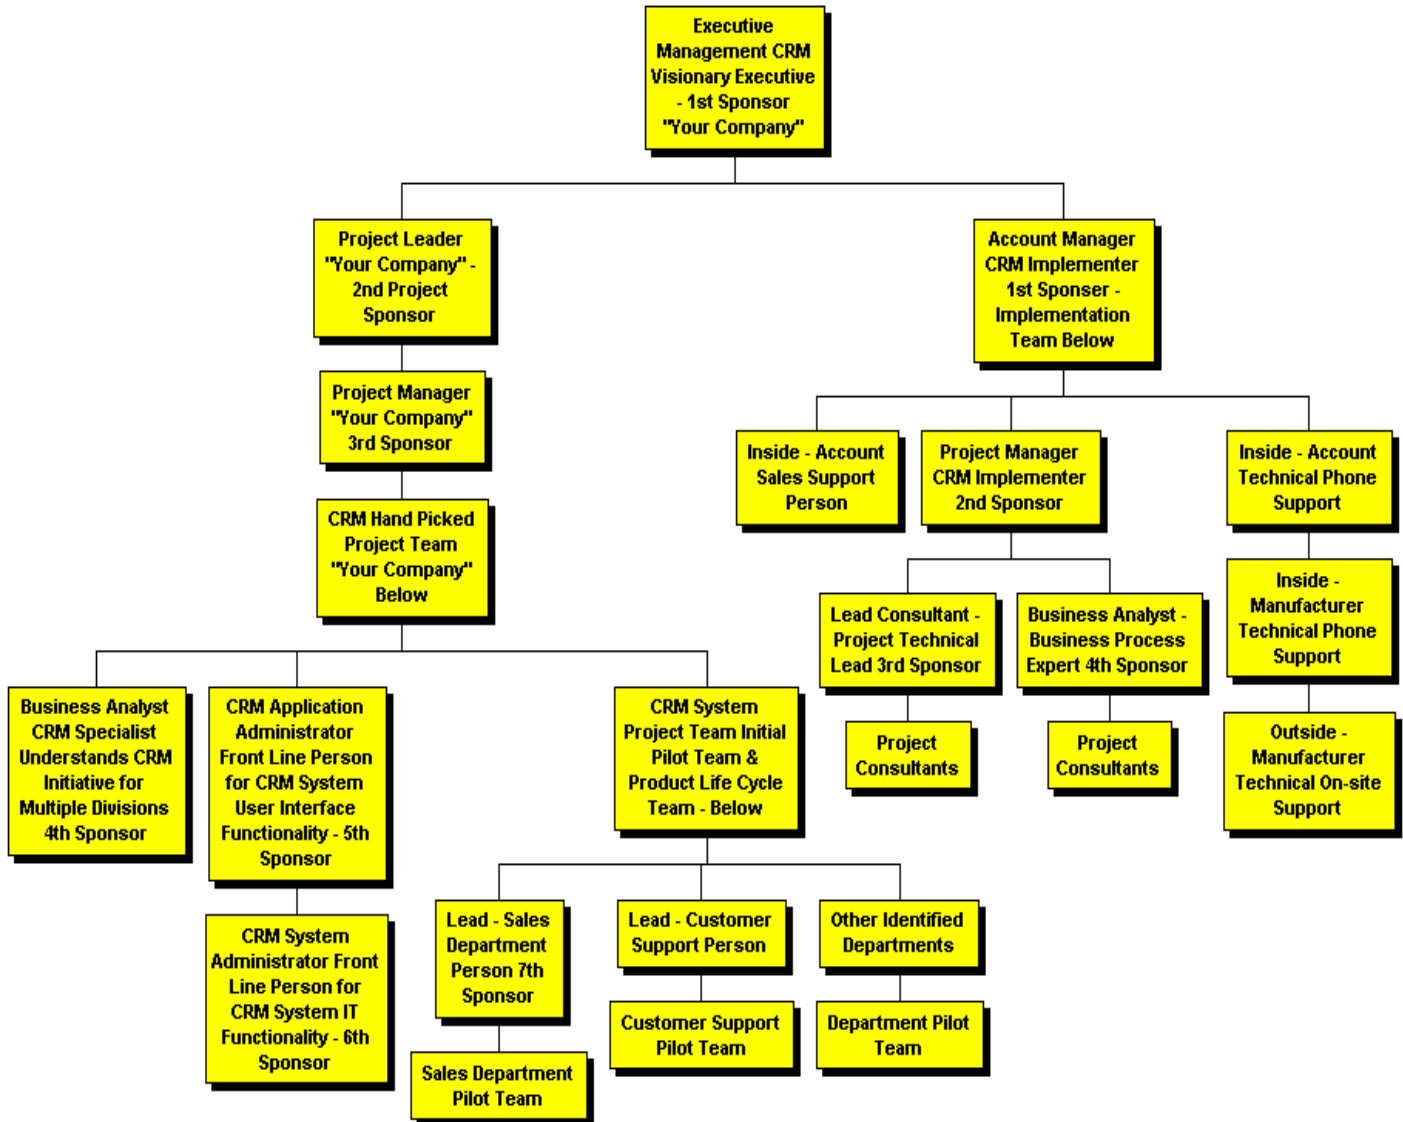 Executive
Management CRM
Visionary Executive
- 1st Sponsor
"Your Company"
Project Leader
"Your Company" -
2nd Project
Sponsor
Account Manager
CRM Implementer
1st Sponser -
Implementation
Team Below
Project Manager
"Your Company"
3rd Sponsor
Inside - Account
Sales Support
Person
Project Manager
CRM Implementer
2nd Sponsor
Inside - Account
Technical Phone
Support
CRM Hand Picked
Project Team
"Your Company"
Below
Inside -
Manufacturer
Technical Phone
Support
Lead Consultant -
Project Technical
Lead 3rd Sponsor
Business Analyst -
Business Process
Expert 4th Sponsor
Business Analyst
CRM Specialist
Understands CRM
Initiative for
Multiple Divisions
4th Sponsor
CRM Application
Administrator
Front Line Person
for CRM System
User Interface
Functionality - 5th
Sponsor
CRM System
Project Team Initial
Pilot Team &
Product Life Cycle
Team - Below
Project
Consultants
Project
Consultants
Outside -
Manufacturer
Technical On-site
Support
CRM System
Administrator Front
Line Person for
CRM System IT
Functionality - 6th
Sponsor
Lead - Sales
Department
Person 7th
Sponsor
Lead - Customer
Support Person
Other Identified
Departments
Sales Department
Pilot Team
Customer Support
Pilot Team
Department Pilot
Team